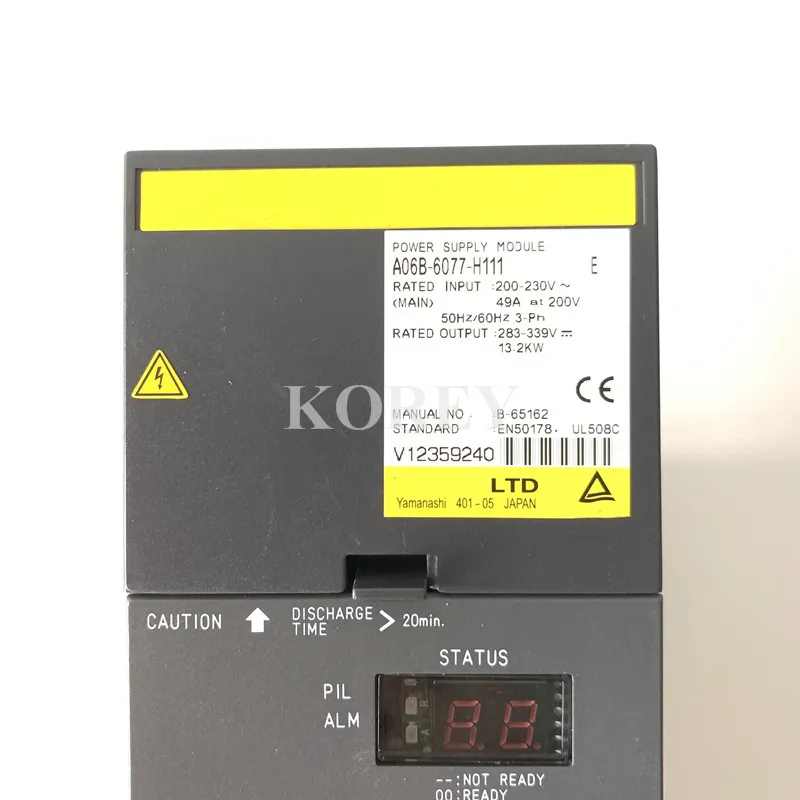 POWER SUPPLY MODULE
A06B-6077-H111 E
RATED INPUT :200-230V ~
(MAIN) 49A at 200V
50Hz/60Hz 3-Ph
RATED OUTPUT :283-339V ⎓
13.2KW
CE
KOREY
MANUAL NO. :B-65162
STANDARD :EN50178. UL508C
V12359240
LTD
Yamanashi 401-05 JAPAN
CAUTION DISCHARGE TIME > 20min.
STATUS
PIL
ALM
88
--:NOT READY
00:READY